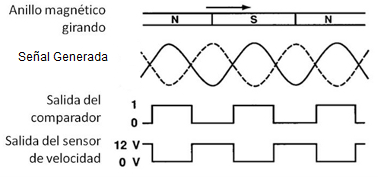 Anillo magnético
girando
N S N
Señal Generada
Salida del
comparador
1
0
Salida del sensor
de velocidad
12 V
0 V